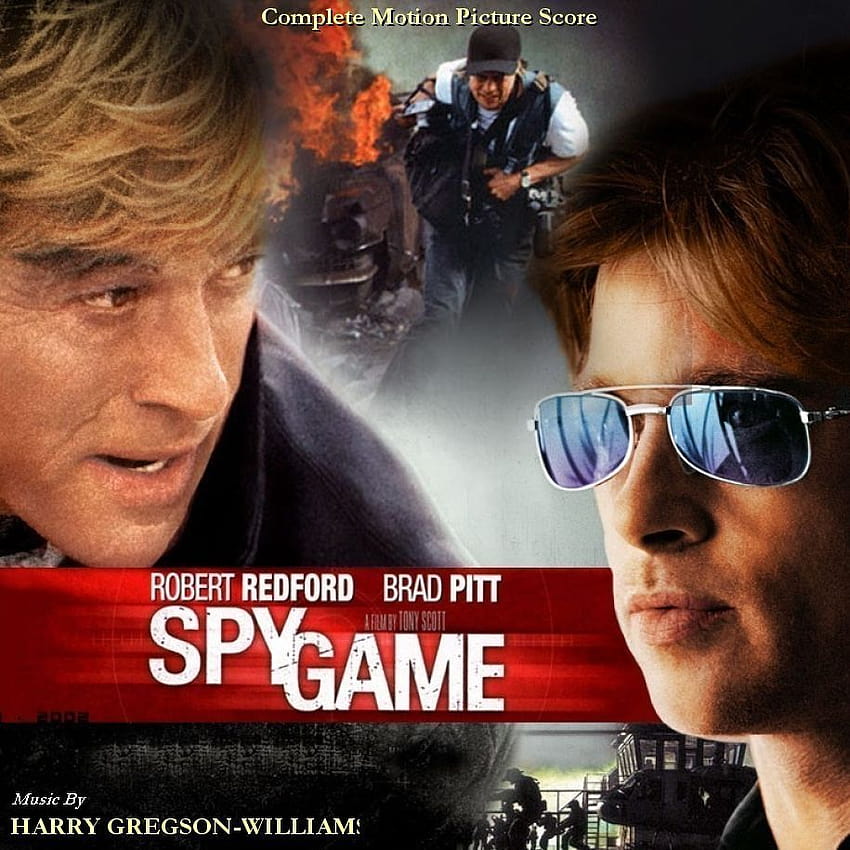 Complete Motion Picture Score
ROBERT REDFORD BRAD PITT
A FILM BY TONY SCOTT
SPY GAME
2002
Music By
HARRY GREGSON-WILLIAMS